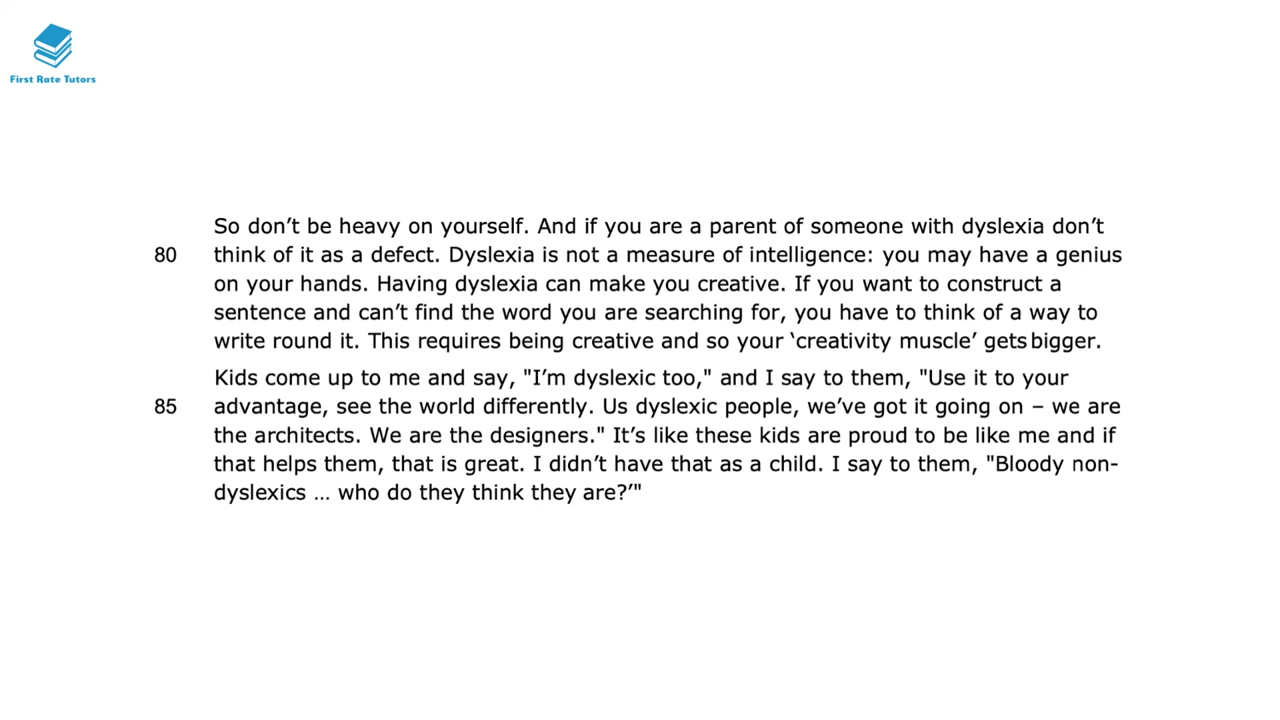 First Rate Tutors
So don’t be heavy on yourself. And if you are a parent of someone with dyslexia don’t
80 think of it as a defect. Dyslexia is not a measure of intelligence: you may have a genius
on your hands. Having dyslexia can make you creative. If you want to construct a
sentence and can’t find the word you are searching for, you have to think of a way to
write round it. This requires being creative and so your ‘creativity muscle’ gets bigger.
Kids come up to me and say, "I’m dyslexic too," and I say to them, "Use it to your
85 advantage, see the world differently. Us dyslexic people, we’ve got it going on – we are
the architects. We are the designers." It’s like these kids are proud to be like me and if
that helps them, that is great. I didn’t have that as a child. I say to them, "Bloody non-
dyslexics … who do they think they are?’"